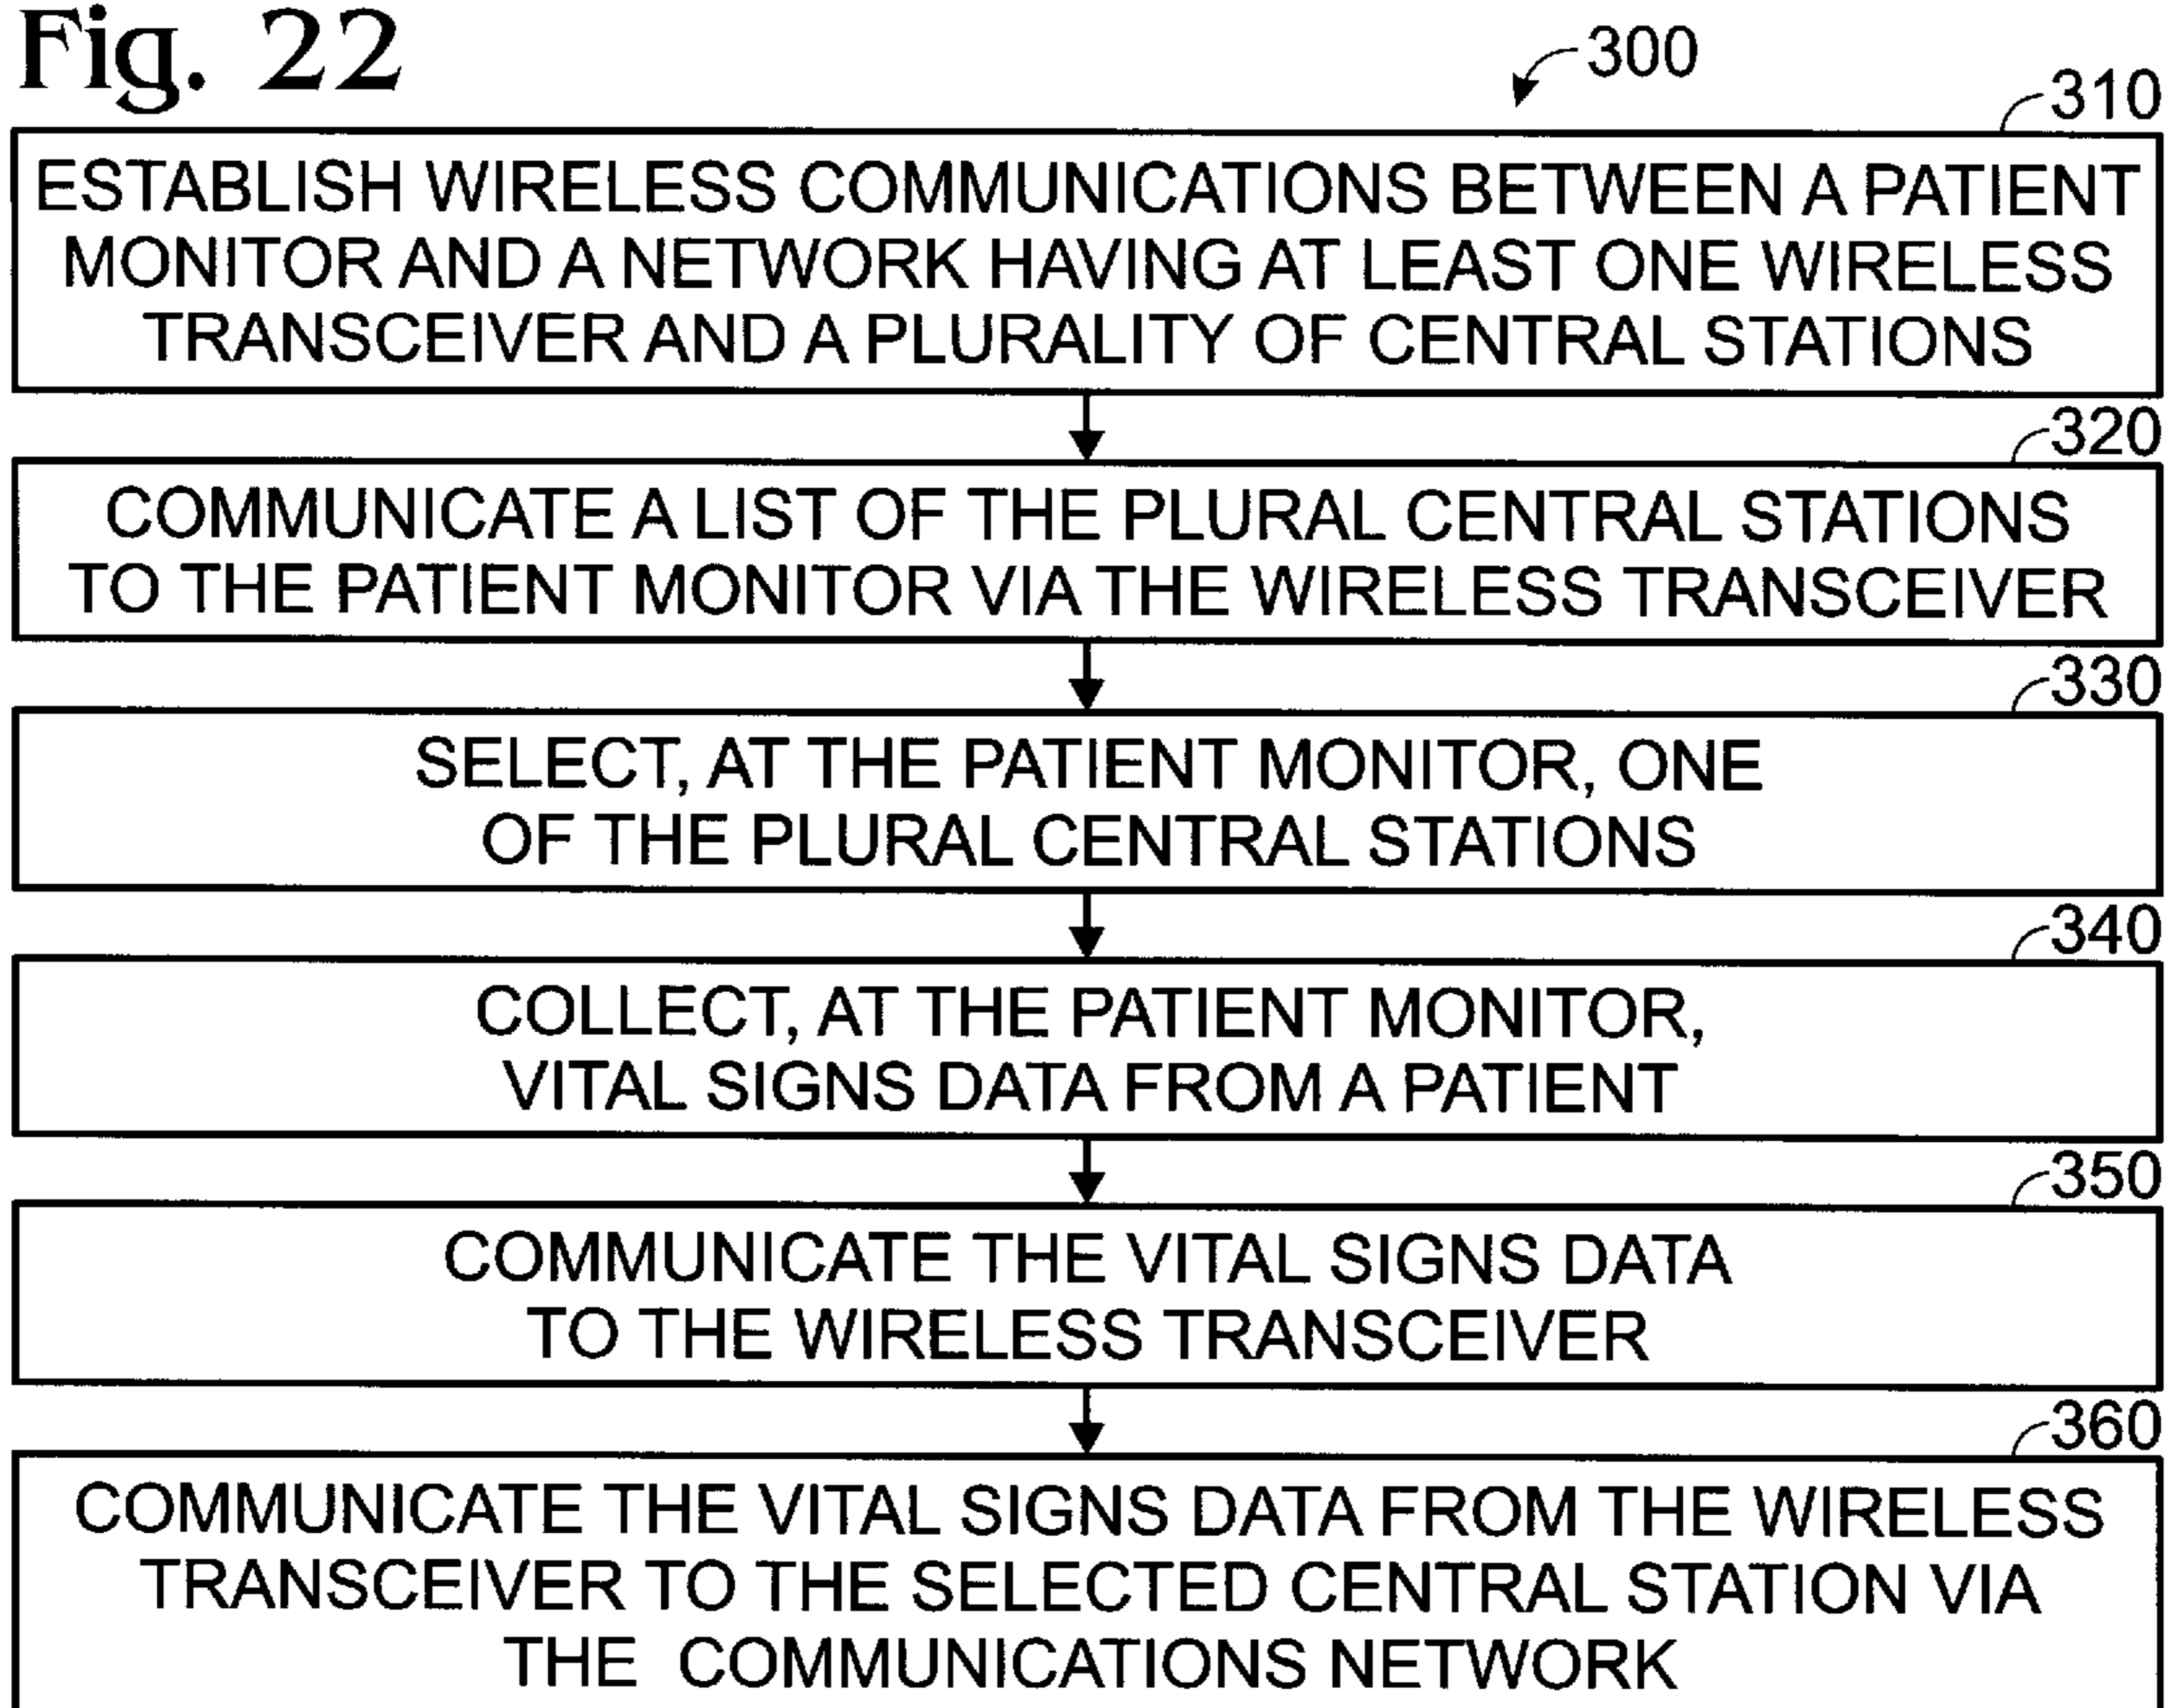 Fig. 22
300
310
ESTABLISH WIRELESS COMMUNICATIONS BETWEEN A PATIENT
MONITOR AND A NETWORK HAVING AT LEAST ONE WIRELESS
TRANSCEIVER AND A PLURALITY OF CENTRAL STATIONS
320
COMMUNICATE A LIST OF THE PLURAL CENTRAL STATIONS
TO THE PATIENT MONITOR VIA THE WIRELESS TRANSCEIVER
330
SELECT, AT THE PATIENT MONITOR, ONE
OF THE PLURAL CENTRAL STATIONS
340
COLLECT, AT THE PATIENT MONITOR,
VITAL SIGNS DATA FROM A PATIENT
350
COMMUNICATE THE VITAL SIGNS DATA
TO THE WIRELESS TRANSCEIVER
360
COMMUNICATE THE VITAL SIGNS DATA FROM THE WIRELESS
TRANSCEIVER TO THE SELECTED CENTRAL STATION VIA
THE COMMUNICATIONS NETWORK